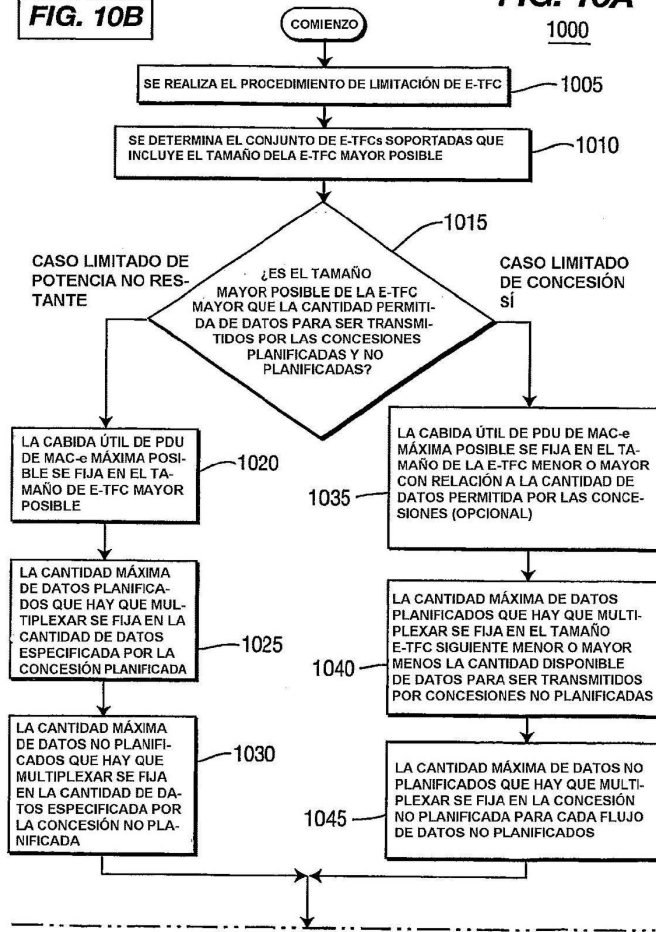 FIG. 10B
FIG. 10A
1000
COMIENZO
SE REALIZA EL PROCEDIMIENTO DE LIMITACIÓN DE E-TFC
1005
SE DETERMINA EL CONJUNTO DE E-TFCs SOPORTADAS QUE
INCLUYE EL TAMAÑO DELA E-TFC MAYOR POSIBLE
1010
1015
CASO LIMITADO DE
POTENCIA NO RES-
TANTE
¿ES EL TAMAÑO
MAYOR POSIBLE DE LA E-TFC
MAYOR QUE LA CANTIDAD PERMITI-
DA DE DATOS PARA SER TRANSMI-
TIDOS POR LAS CONCESIONES
PLANIFICADAS Y NO
PLANIFICADAS?
CASO LIMITADO
DE CONCESIÓN
SÍ
LA CABIDA ÚTIL DE PDU
DE MAC-e MÁXIMA POSI-
BLE SE FIJA EN EL TA-
MAÑO DE E-TFC MAYOR
POSIBLE
1020
LA CANTIDAD MÁXIMA
DE DATOS PLANIFICA-
DOS QUE HAY QUE MUL-
TIPLEXAR SE FIJA EN LA
CANTIDAD DE DATOS
ESPECIFICADA POR LA
CONCESIÓN PLANIFICADA
1025
LA CANTIDAD MÁXIMA
DE DATOS NO PLANIFI-
CADOS QUE HAY QUE
MULTIPLEXAR SE FIJA
EN LA CANTIDAD DE DA-
TOS ESPECIFICADA POR
LA CONCESIÓN NO PLA-
NIFICADA
1030
LA CABIDA ÚTIL DE PDU DE MAC-e
MÁXIMA POSIBLE SE FIJA EN EL TA-
MAÑO DE LA E-TFC MENOR O MAYOR
CON RELACIÓN A LA CANTIDAD DE
DATOS PERMITIDA POR LAS CONCE-
SIONES (OPCIONAL)
1035
LA CANTIDAD MÁXIMA DE DATOS
PLANIFICADOS QUE HAY QUE MULTI-
PLEXAR SE FIJA EN EL TAMAÑO
E-TFC SIGUIENTE MENOR O MAYOR
MENOS LA CANTIDAD DISPONIBLE
DE DATOS PARA SER TRANSMITIDOS
POR CONCESIONES NO PLANIFICADAS
1040
LA CANTIDAD MÁXIMA DE DATOS NO
PLANIFICADOS QUE HAY QUE MULTI-
PLEXAR SE FIJA EN LA CONCESIÓN
NO PLANIFICADA PARA CADA FLUJO
DE DATOS NO PLANIFICADOS
1045